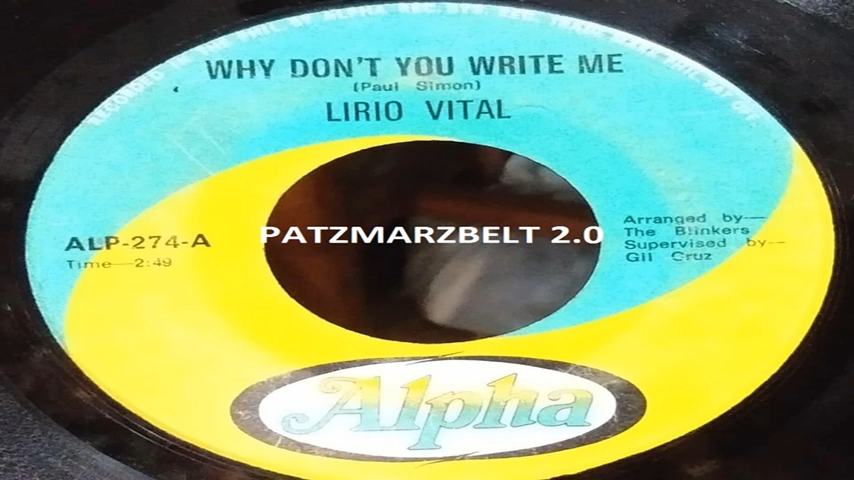 WHY DON'T YOU WRITE ME
(Paul Simon)
LIRIO VITAL
ALP-274-A
Time—2:49
PATZMARZBELT 2.0
Arranged by—
The Blinkers
Supervised by—
Gil Cruz
Alpha